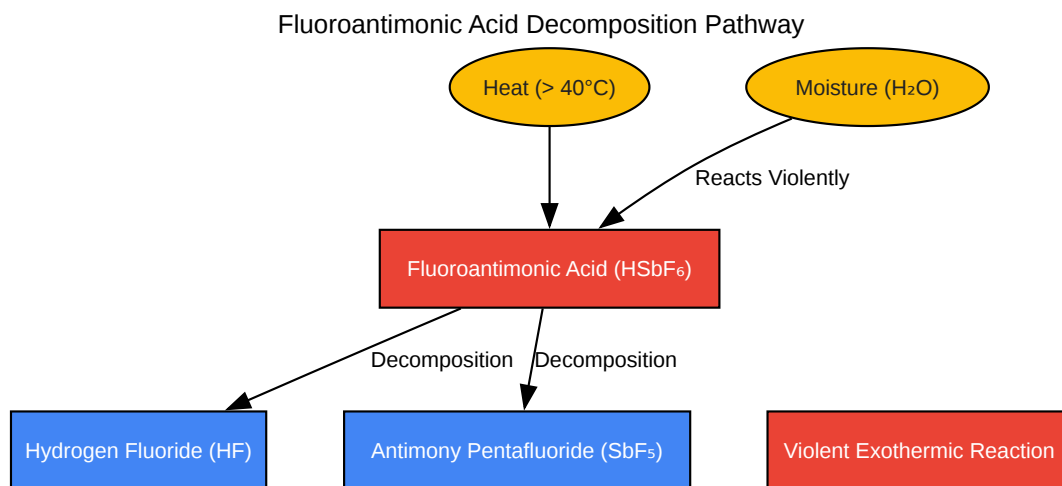 Fluoroantimonic Acid Decomposition Pathway
Heat (> 40°C)
Moisture (H₂O)
Reacts Violently
Fluoroantimonic Acid (HSbF₆)
Decomposition
Decomposition
Hydrogen Fluoride (HF)
Antimony Pentafluoride (SbF₅)
Violent Exothermic Reaction